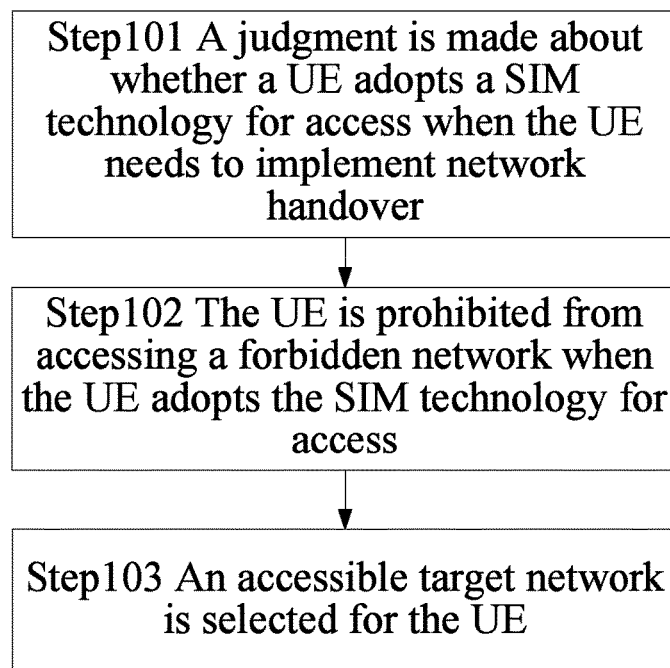 Step101 A judgment is made about
whether a UE adopts a SIM
technology for access when the UE
needs to implement network
handover
Step102 The UE is prohibited from
accessing a forbidden network when
the UE adopts the SIM technology for
access
Step103 An accessible target network
is selected for the UE